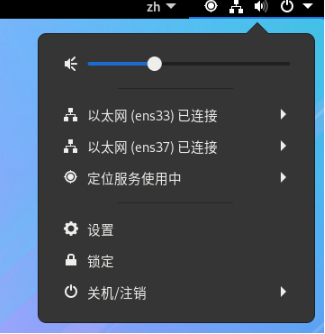 zh
以太网 (ens33) 已连接
以太网 (ens37) 已连接
定位服务使用中
设置
锁定
关机/注销